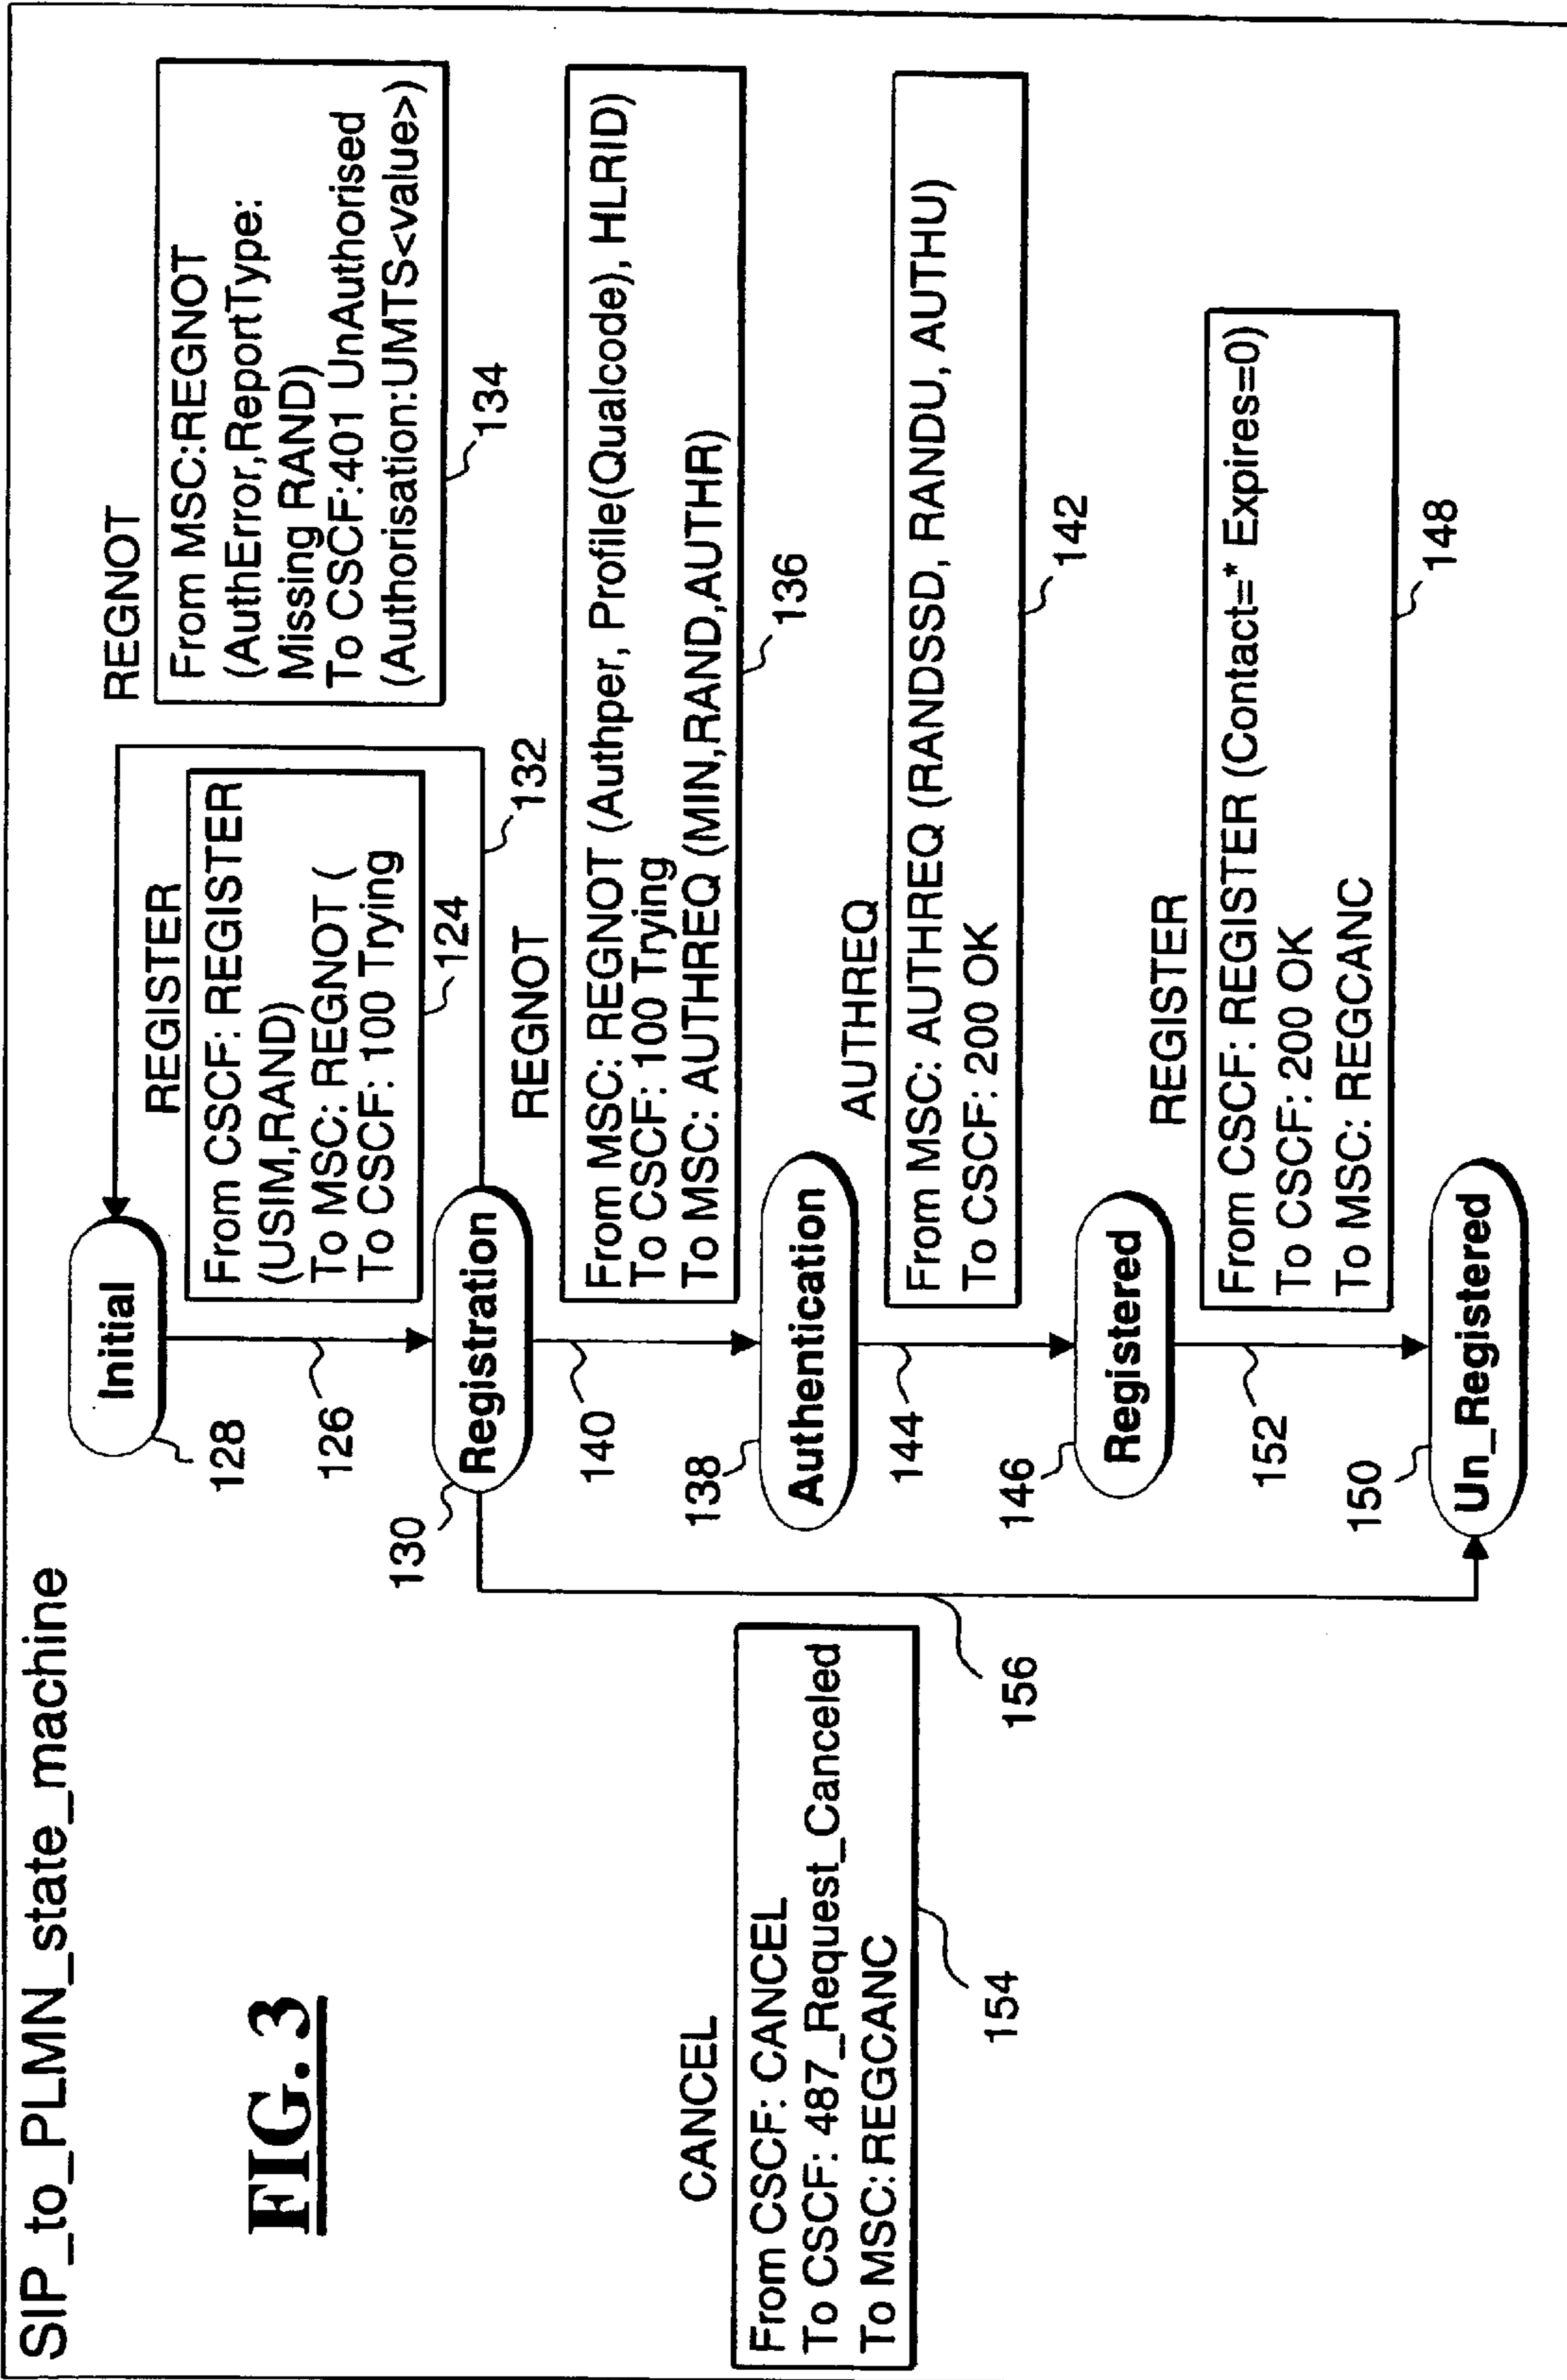 SIP_to_PLMN_state_machine
FIG. 3
Initial
128
REGISTER
From CSCF: REGISTER
(USIM,RAND)
To MSC: REGNOT (
To CSCF: 100 Trying
124
126
REGNOT
From MSC:REGNOT
(AuthError,ReportType:
Missing RAND)
To CSCF:401 UnAuthorised
(Authorisation:UMTS<value>)
134
132
130
Registration
REGNOT
From MSC: REGNOT (Authper, Profile(Qualcode), HLRID)
To CSCF: 100 Trying
To MSC: AUTHREQ (MIN,RAND,AUTHR)
136
140
138
Authentication
AUTHREQ
From MSC: AUTHREQ (RANDSSD, RANDU, AUTHU)
To CSCF: 200 OK
142
144
146
Registered
REGISTER
From CSCF: REGISTER (Contact=* Expires=0)
To CSCF: 200 OK
To MSC: REGCANC
148
152
150
Un_Registered
CANCEL
From CSCF: CANCEL
To CSCF: 487_Request_Canceled
To MSC: REGCANC
154
156